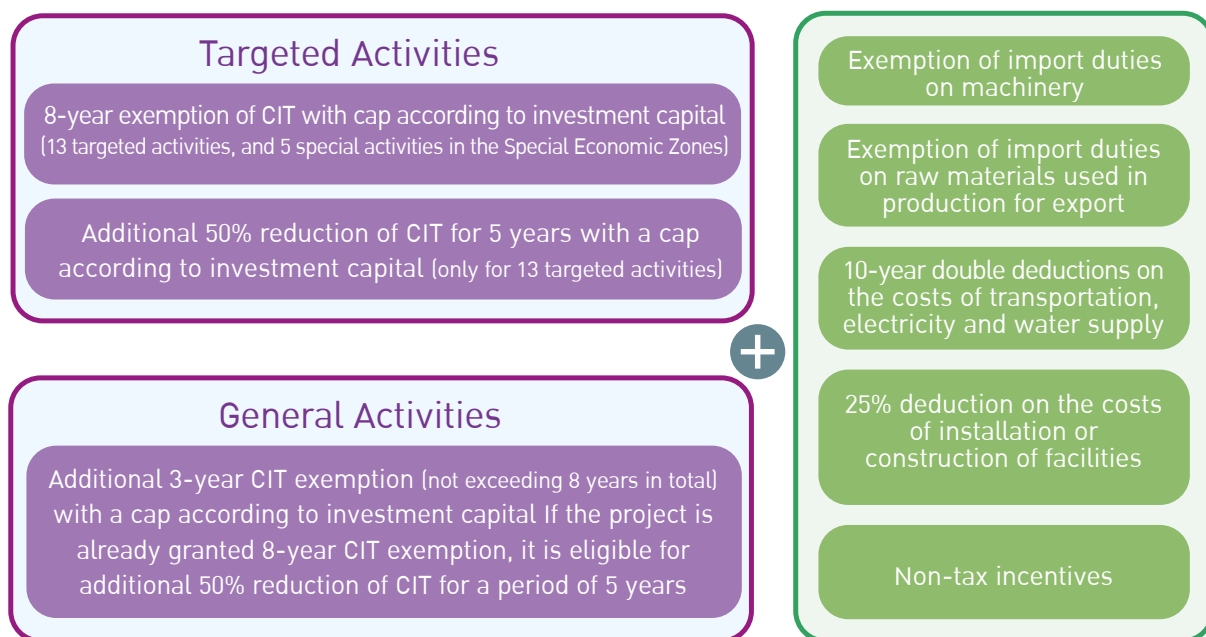 Targeted Activities
8-year exemption of CIT with cap according to investment capital
(13 targeted activities, and 5 special activities in the Special Economic Zones)
Additional 50% reduction of CIT for 5 years with a cap
according to investment capital (only for 13 targeted activities)
+
General Activities
Additional 3-year CIT exemption (not exceeding 8 years in total)
with a cap according to investment capital If the project is
already granted 8-year CIT exemption, it is eligible for
additional 50% reduction of CIT for a period of 5 years
Exemption of import duties
on machinery
Exemption of import duties
on raw materials used in
production for export
10-year double deductions on
the costs of transportation,
electricity and water supply
25% deduction on the costs
of installation or
construction of facilities
Non-tax incentives